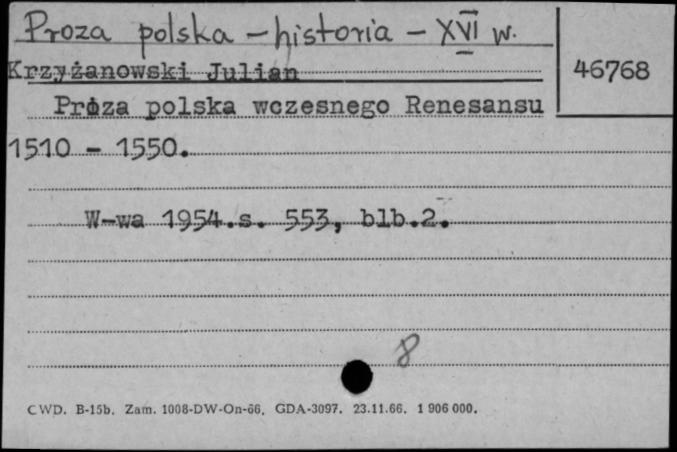 Proza polska – historia – XVI w.
Krzyżanowski Julian
46768
Proza polska wczesnego Renesansu
1510 – 1550.
W-wa 1954.s. 553, blb.2.
8
CWD. B-15b. Zam. 1008-DW-On-66. GDA-3097. 23.11.66. 1 906 000.